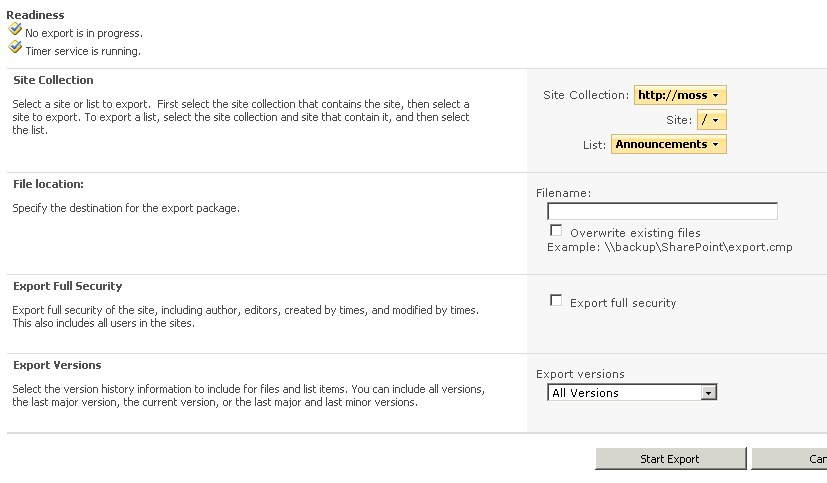 Readiness
No export is in progress.
Timer service is running.
Site Collection
Select a site or list to export. First select the site collection that contains the site, then select a
site to export. To export a list, select the site collection and site that contain it, and then select
the list.
Site Collection: http://moss
Site: /
List: Announcements
File location:
Specify the destination for the export package.
Filename:
Overwrite existing files
Example: \\backup\SharePoint\export.cmp
Export Full Security
Export full security of the site, including author, editors, created by times, and modified by times.
This also includes all users in the sites.
Export full security
Export Versions
Select the version history information to include for files and list items. You can include all versions,
the last major version, the current version, or the last major and last minor versions.
Export versions
All Versions
Start Export
Can